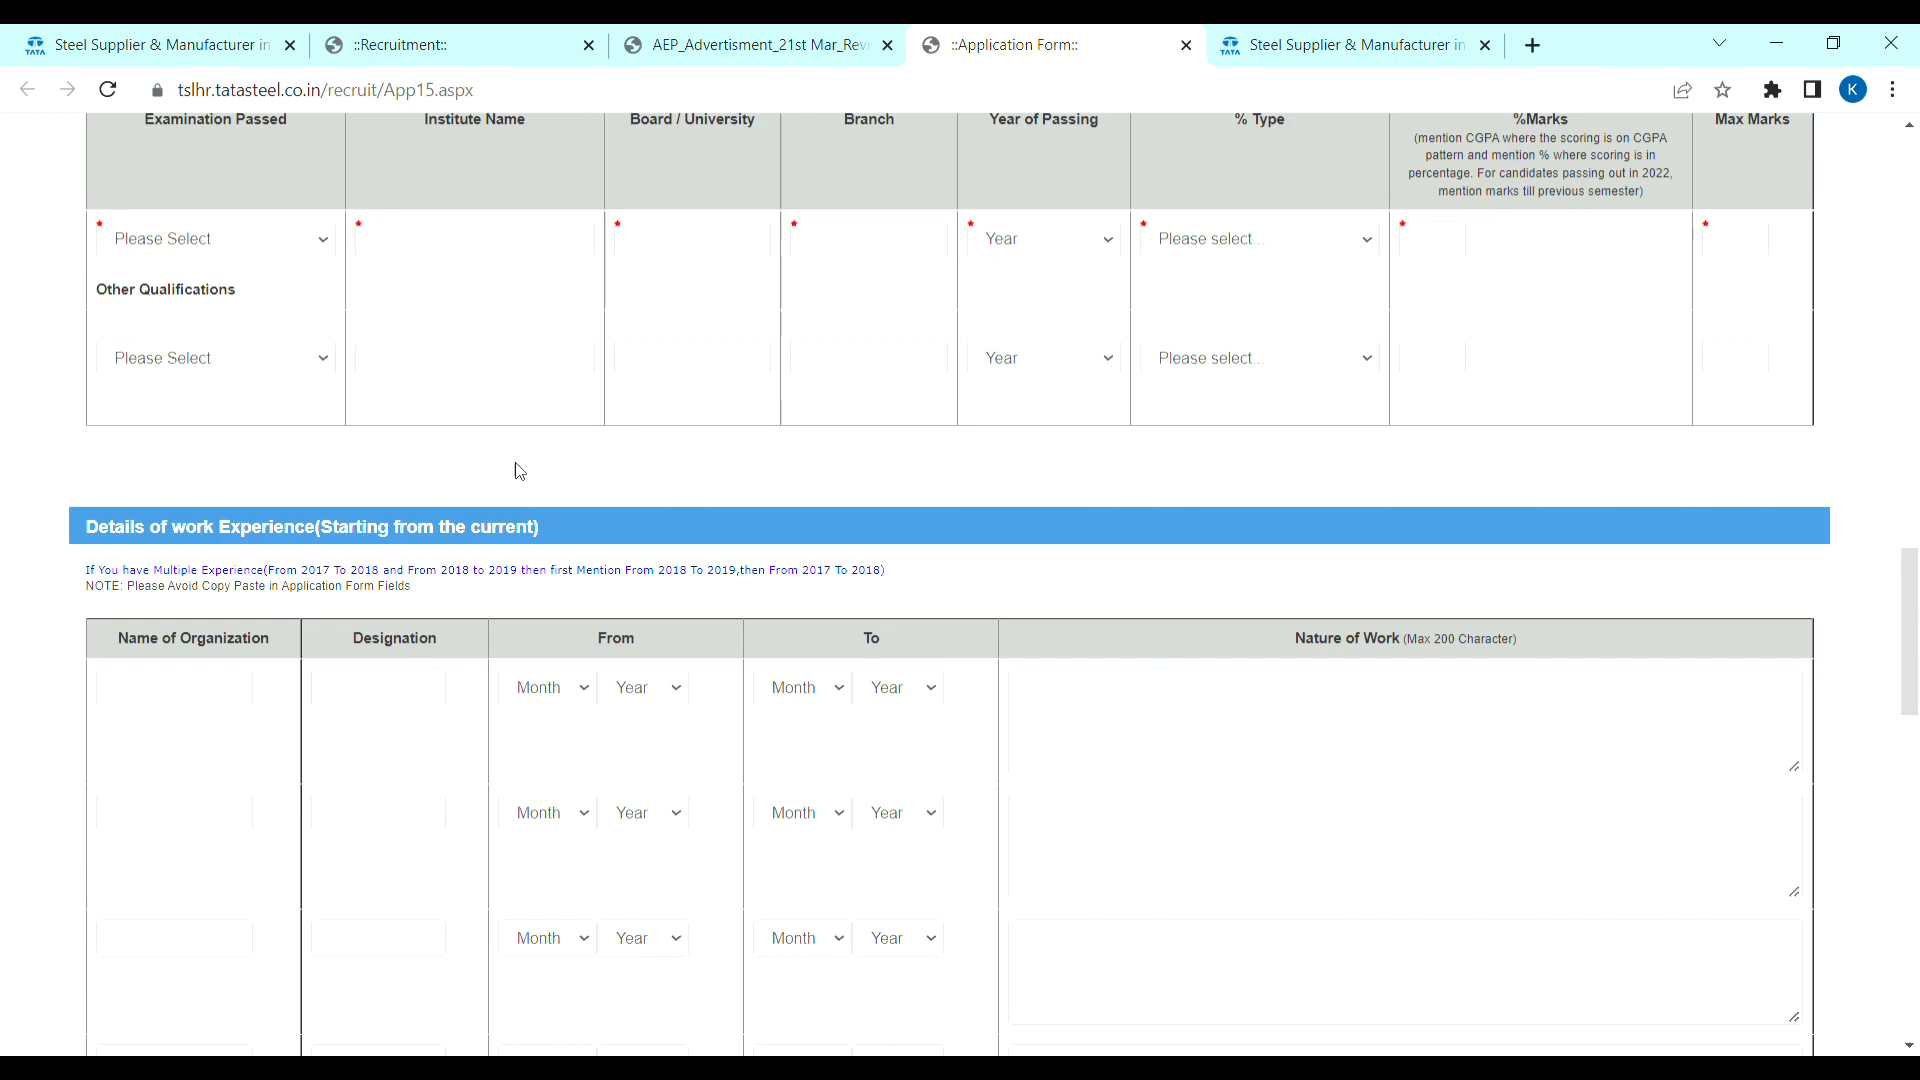 Steel Supplier & Manufacturer in
::Recruitment::
AEP_Advertisment_21st Mar_Rev
::Application Form::
Steel Supplier & Manufacturer in
tslhr.tatasteel.co.in/recruit/App15.aspx
K
Examination Passed
Institute Name
Board / University
Branch
Year of Passing
% Type
%Marks
(mention CGPA where the scoring is on CGPA
pattern and mention % where scoring is in
percentage. For candidates passing out in 2022,
mention marks till previous semester)
Max Marks
* Please Select
*
*
*
* Year
* Please select...
*
*
Other Qualifications
Please Select
Year
Please select...
Details of work Experience(Starting from the current)
If You have Multiple Experience(From 2017 To 2018 and From 2018 to 2019 then first Mention From 2018 To 2019,then From 2017 To 2018)
NOTE: Please Avoid Copy Paste in Application Form Fields
Name of Organization
Designation
From
To
Nature of Work (Max 200 Character)
Month Year Month Year
Month Year Month Year
Month Year Month Year